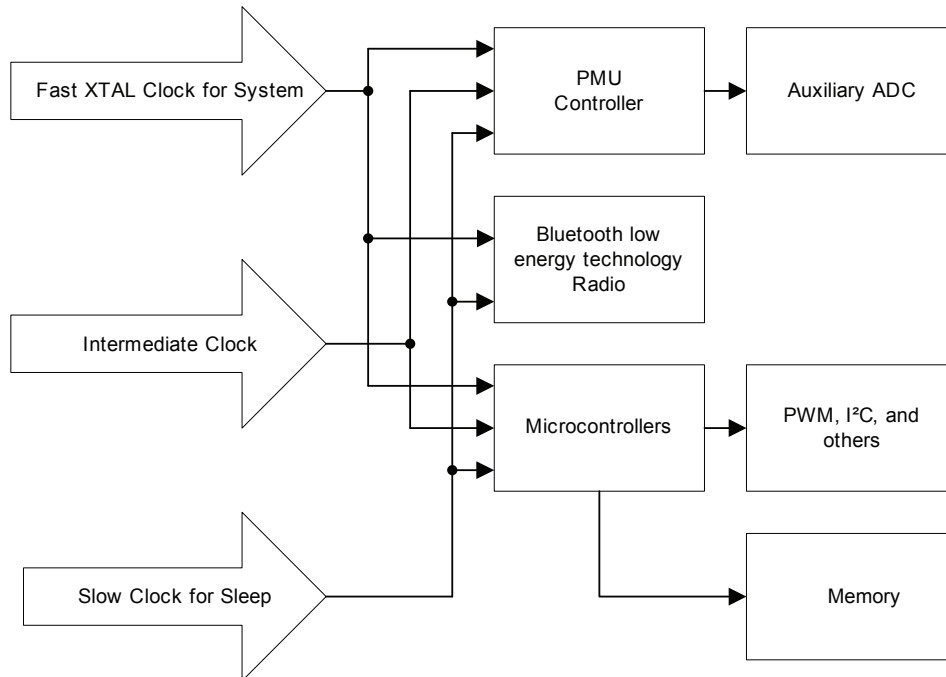 Fast XTAL Clock for System
PMU
Controller
Auxiliary ADC
Bluetooth low
energy technology
Radio
Intermediate Clock
Microcontrollers
PWM, I²C, and
others
Slow Clock for Sleep
Memory